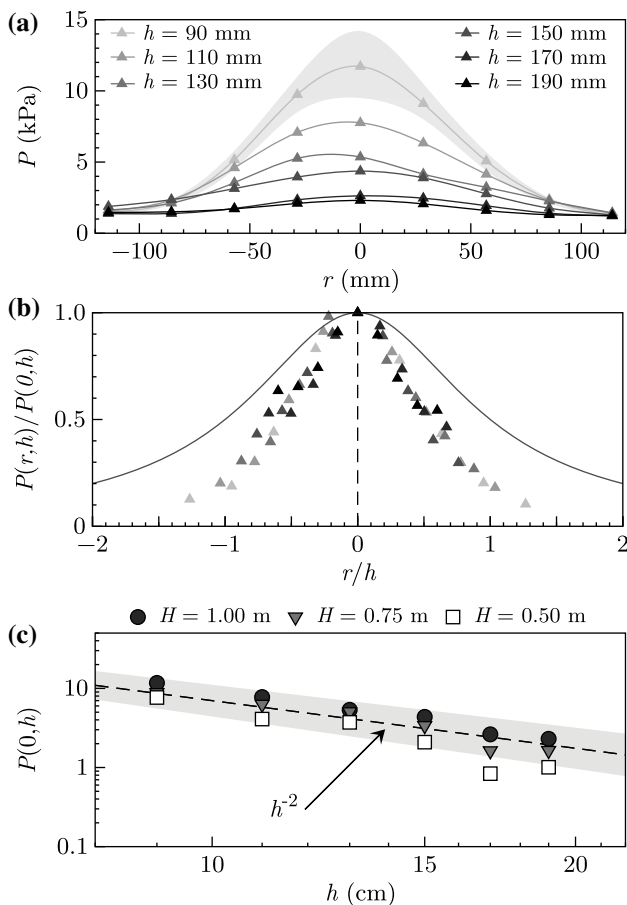 (a)
h = 90 mm
h = 110 mm
h = 130 mm
h = 150 mm
h = 170 mm
h = 190 mm
15
10
5
0
P (kPa)
−100 −50 0 50 100
r (mm)
(b)
1.0
0.5
0
P(r,h)/P(0,h)
−2 −1 0 1 2
r/h
H = 1.00 m H = 0.75 m H = 0.50 m
(c)
10
1
0.1
P(0,h)
h-2
10 15 20
h (cm)